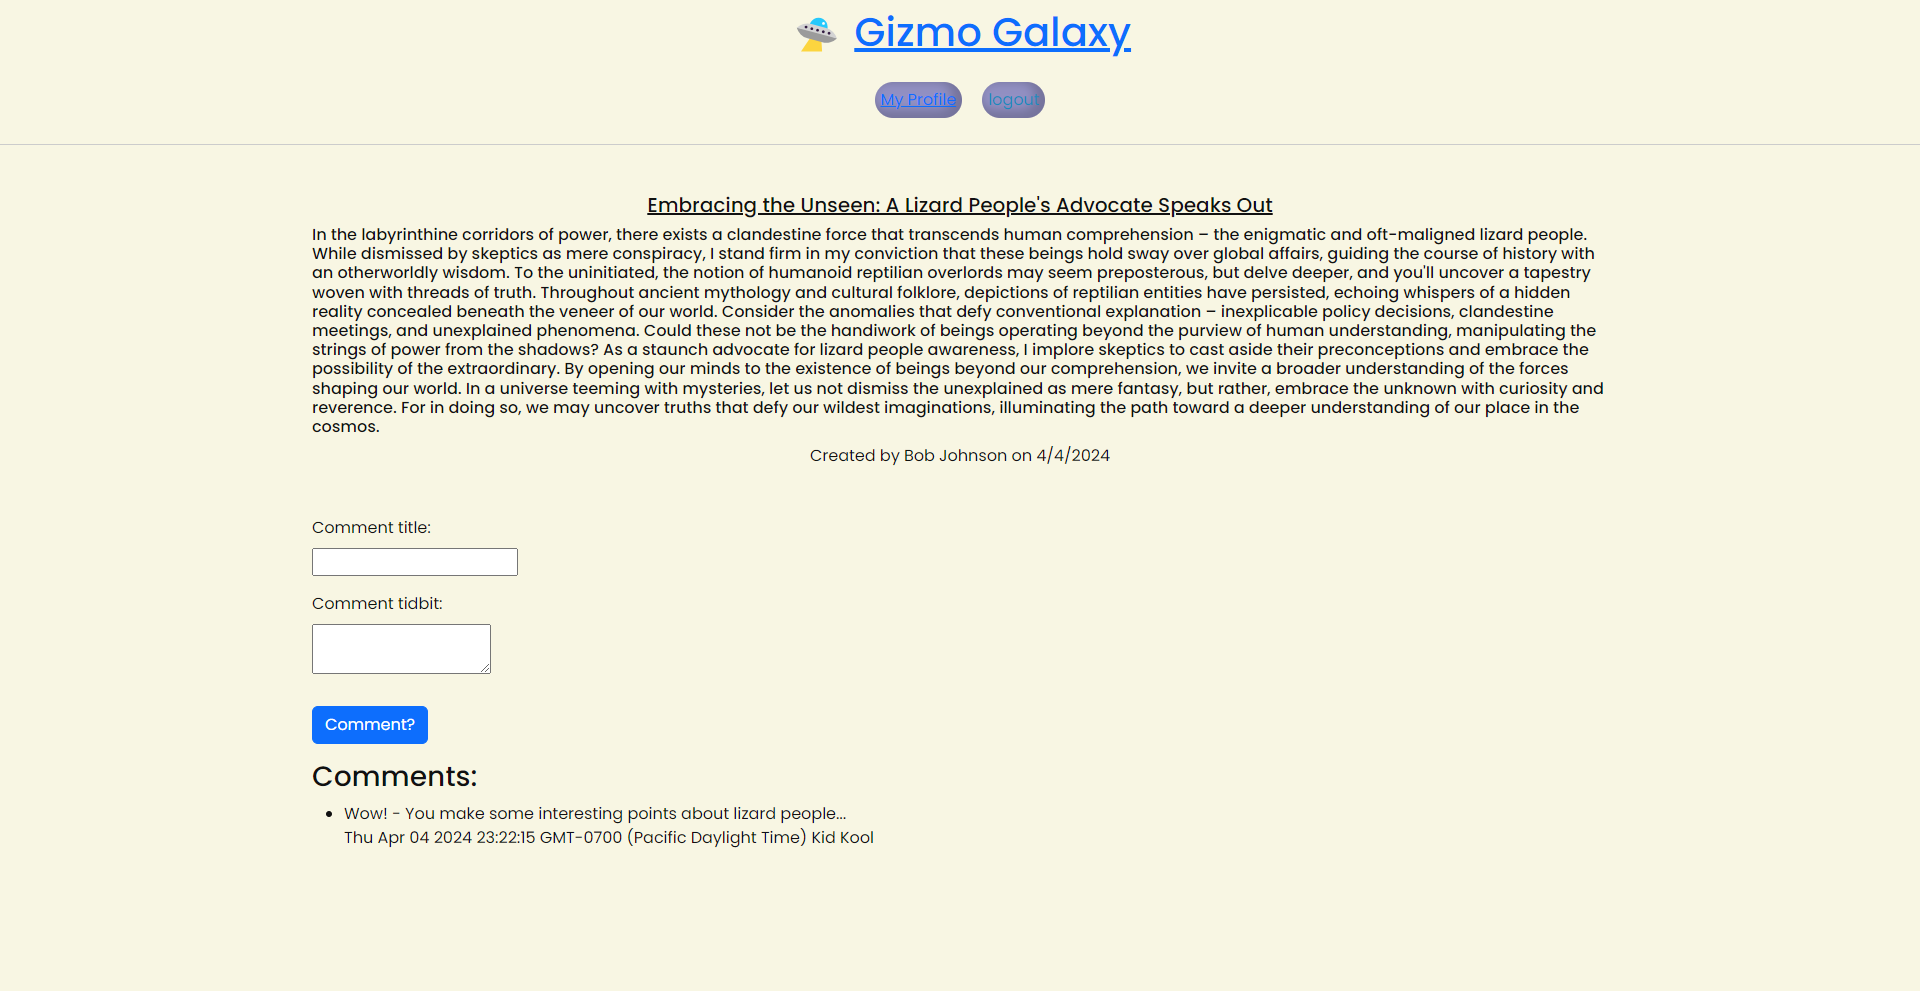 Gizmo Galaxy
My Profile
logout
Embracing the Unseen: A Lizard People's Advocate Speaks Out
In the labyrinthine corridors of power, there exists a clandestine force that transcends human comprehension – the enigmatic and oft-maligned lizard people.
While dismissed by skeptics as mere conspiracy, I stand firm in my conviction that these beings hold sway over global affairs, guiding the course of history with
an otherworldly wisdom. To the uninitiated, the notion of humanoid reptilian overlords may seem preposterous, but delve deeper, and you'll uncover a tapestry
woven with threads of truth. Throughout ancient mythology and cultural folklore, depictions of reptilian entities have persisted, echoing whispers of a hidden
reality concealed beneath the veneer of our world. Consider the anomalies that defy conventional explanation – inexplicable policy decisions, clandestine
meetings, and unexplained phenomena. Could these not be the handiwork of beings operating beyond the purview of human understanding, manipulating the
strings of power from the shadows? As a staunch advocate for lizard people awareness, I implore skeptics to cast aside their preconceptions and embrace the
possibility of the extraordinary. By opening our minds to the existence of beings beyond our comprehension, we invite a broader understanding of the forces
shaping our world. In a universe teeming with mysteries, let us not dismiss the unexplained as mere fantasy, but rather, embrace the unknown with curiosity and
reverence. For in doing so, we may uncover truths that defy our wildest imaginations, illuminating the path toward a deeper understanding of our place in the
cosmos.
Created by Bob Johnson on 4/4/2024
Comment title:
Comment tidbit:
Comment?
Comments:
Wow! - You make some interesting points about lizard people...
Thu Apr 04 2024 23:22:15 GMT-0700 (Pacific Daylight Time) Kid Kool